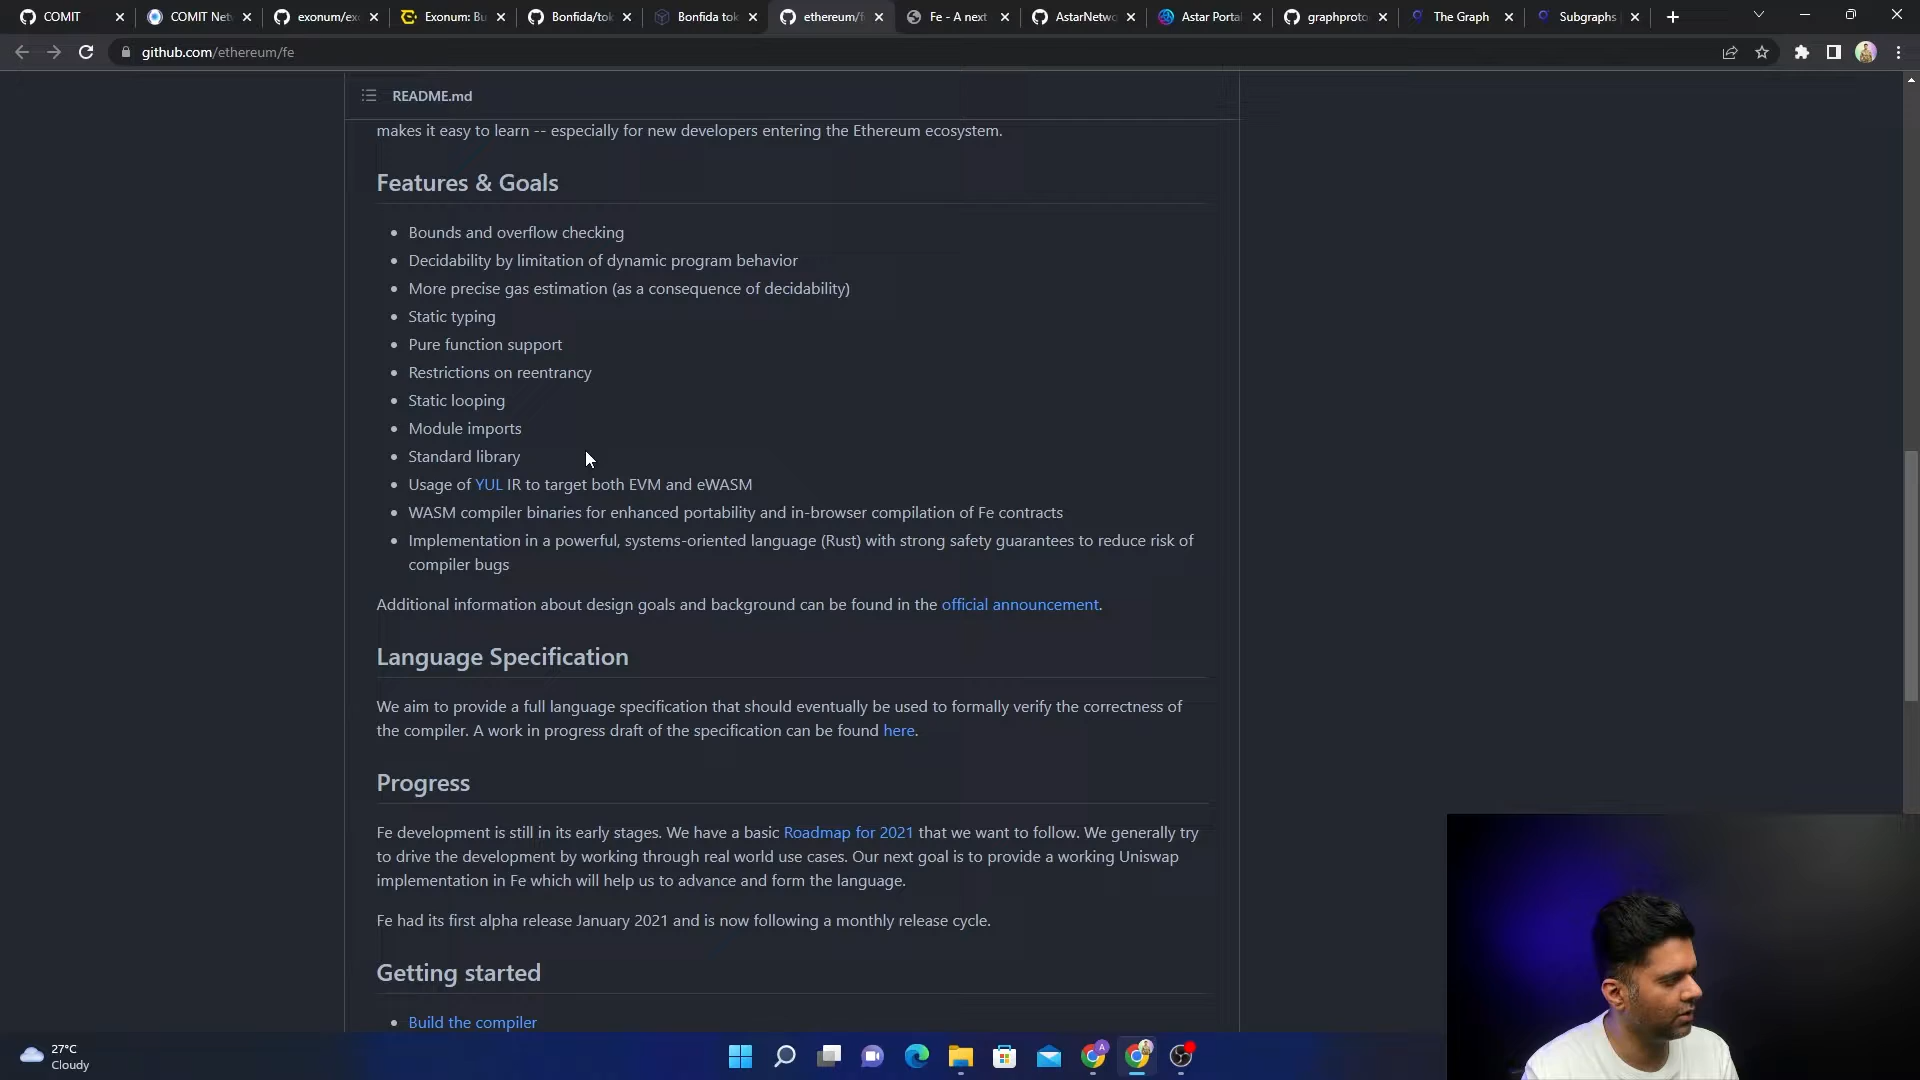 COMIT
COMIT Net
exonum/exo
Exonum: Bu
Bonfida/tok
Bonfida tok
ethereum/f
Fe - A next
AstarNetwo
Astar Portal
graphproto
The Graph
Subgraphs
github.com/ethereum/fe
README.md
makes it easy to learn -- especially for new developers entering the Ethereum ecosystem.
Features & Goals
• Bounds and overflow checking
• Decidability by limitation of dynamic program behavior
• More precise gas estimation (as a consequence of decidability)
• Static typing
• Pure function support
• Restrictions on reentrancy
• Static looping
• Module imports
• Standard library
• Usage of YUL IR to target both EVM and eWASM
• WASM compiler binaries for enhanced portability and in-browser compilation of Fe contracts
• Implementation in a powerful, systems-oriented language (Rust) with strong safety guarantees to reduce risk of
compiler bugs
Additional information about design goals and background can be found in the official announcement.
Language Specification
We aim to provide a full language specification that should eventually be used to formally verify the correctness of
the compiler. A work in progress draft of the specification can be found here.
Progress
Fe development is still in its early stages. We have a basic Roadmap for 2021 that we want to follow. We generally try
to drive the development by working through real world use cases. Our next goal is to provide a working Uniswap
implementation in Fe which will help us to advance and form the language.
Fe had its first alpha release January 2021 and is now following a monthly release cycle.
Getting started
• Build the compiler
27°C
Cloudy
A